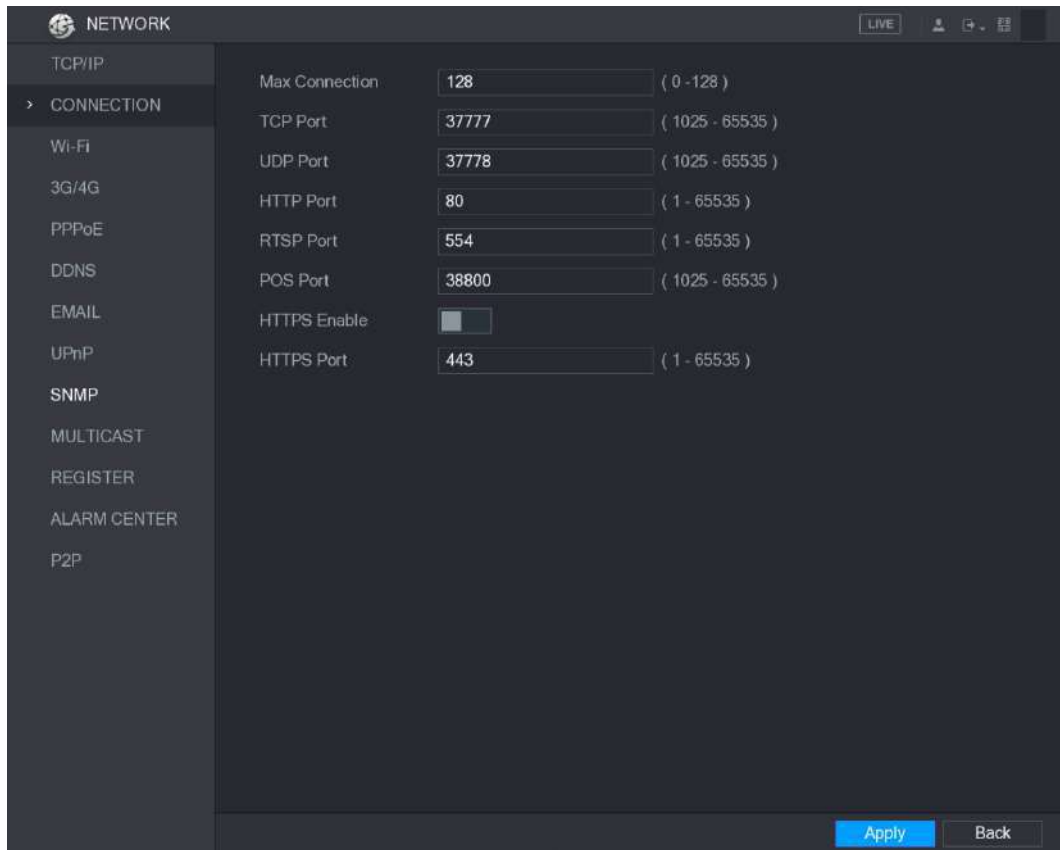 NETWORK
LIVE
TCP/IP
CONNECTION
Wi-Fi
3G/4G
PPPoE
DDNS
EMAIL
UPnP
SNMP
MULTICAST
REGISTER
ALARM CENTER
P2P
Max Connection 128 ( 0 -128 )
TCP Port 37777 ( 1025 - 65535 )
UDP Port 37778 ( 1025 - 65535 )
HTTP Port 80 ( 1 - 65535 )
RTSP Port 554 ( 1 - 65535 )
POS Port 38800 ( 1025 - 65535 )
HTTPS Enable
HTTPS Port 443 ( 1 - 65535 )
Apply Back